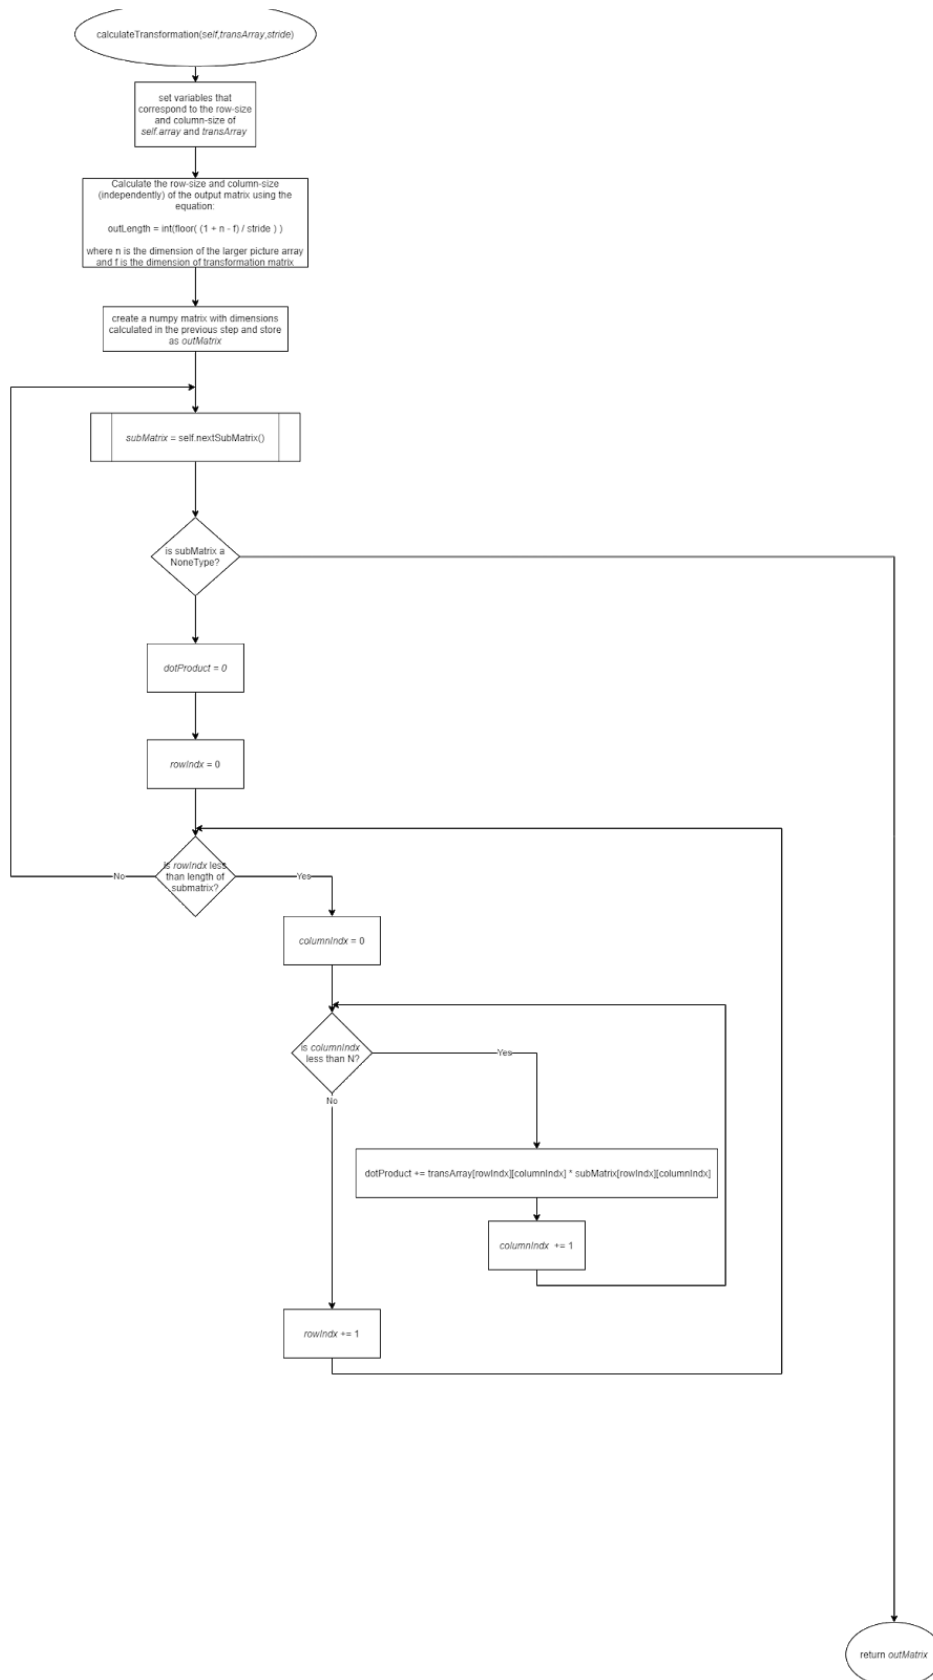 calculateTransformation(self,transArray,stride)
set variables that
correspond to the row-size
and column-size of
self.array and transArray
Calculate the row-size and column-size
(independently) of the output matrix using the
equation:
outLength = int(floor( (1 + n - f) / stride ) )
where n is the dimension of the larger picture array
and f is the dimension of transformation matrix
create a numpy matrix with dimensions
calculated in the previous step and store
as outMatrix
subMatrix = self.nextSubMatrix()
is subMatrix a
NoneType?
dotProduct = 0
rowIndx = 0
Is rowIndx less
than length of
submatrix?
No
Yes
columnIndx = 0
Is columnIndx
less than N?
Yes
No
dotProduct += transArray[rowIndx][columnIndx] * subMatrix[rowIndx][columnIndx]
columnIndx += 1
rowIndx += 1
return outMatrix